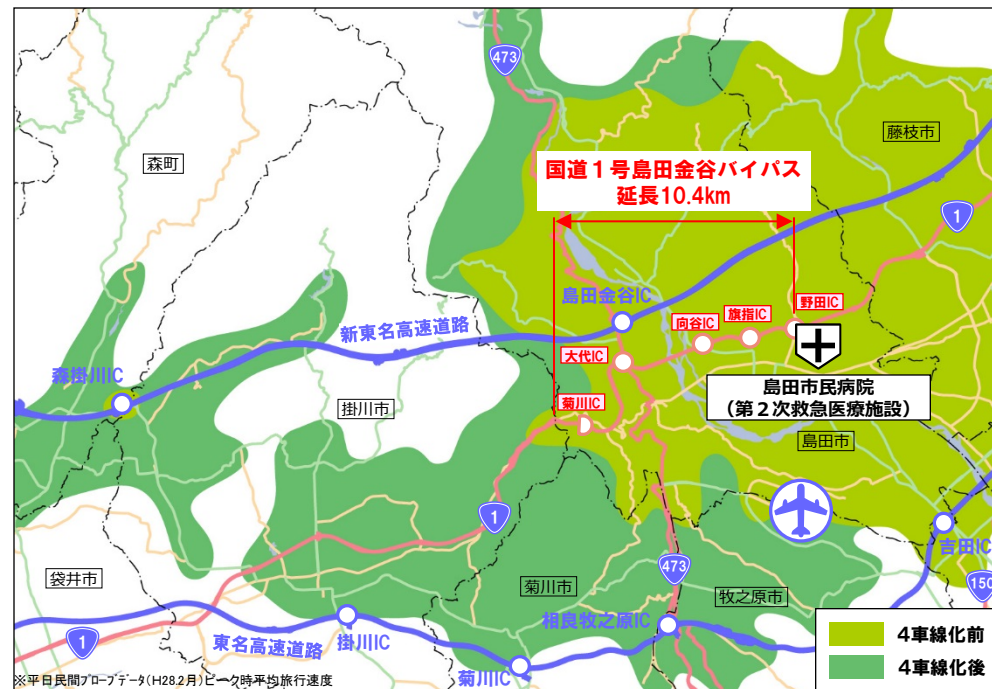 473
藤枝市
森町
国道1号島田金谷バイパス
延長10.4km
1
島田金谷IC
野田IC
旗指IC
向谷IC
新東名高速道路
大代IC
森掛川IC
島田市民病院
(第2次救急医療施設)
掛川市
菊川IC
島田市
1
吉田IC
473
袋井市
菊川市
牧之原市
150
相良牧之原IC
1
東名高速道路
掛川IC
菊川IC
4車線化前
4車線化後
※平日民間プローブデータ(H28.2月)ピーク時平均旅行速度